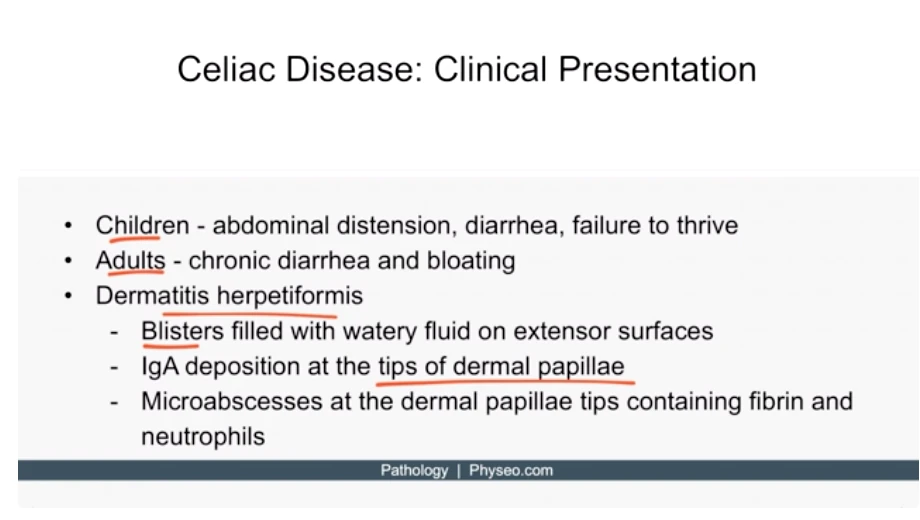 Celiac Disease: Clinical Presentation
• Children - abdominal distension, diarrhea, failure to thrive
• Adults - chronic diarrhea and bloating
• Dermatitis herpetiformis
- Blisters filled with watery fluid on extensor surfaces
- IgA deposition at the tips of dermal papillae
- Microabscesses at the dermal papillae tips containing fibrin and
neutrophils
Pathology | Physeo.com